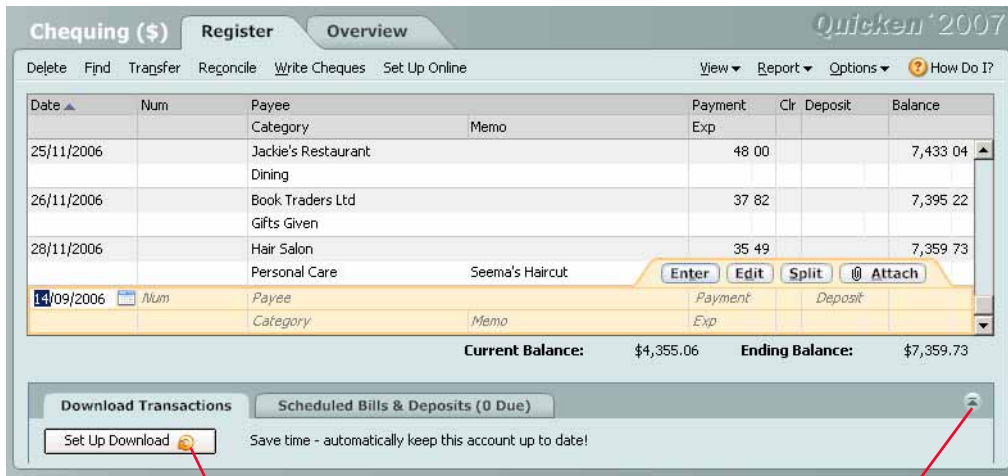 Chequing ($) Register Overview Quicken 2007
Delete Find Transfer Reconcile Write Cheques Set Up Online View Report Options How Do I?
Date Num Payee Payment Clr Deposit Balance
Category Memo Exp
25/11/2006 Jackie's Restaurant 48 00 7,433 04
Dining
26/11/2006 Book Traders Ltd 37 82 7,395 22
Gifts Given
28/11/2006 Hair Salon 35 49 7,359 73
Personal Care Seema's Haircut Enter Edit Split Attach
14/09/2006 Num Payee Payment Deposit
Category Memo Exp
Current Balance: $4,355.06 Ending Balance: $7,359.73
Download Transactions Scheduled Bills & Deposits (0 Due)
Set Up Download Save time - automatically keep this account up to date!